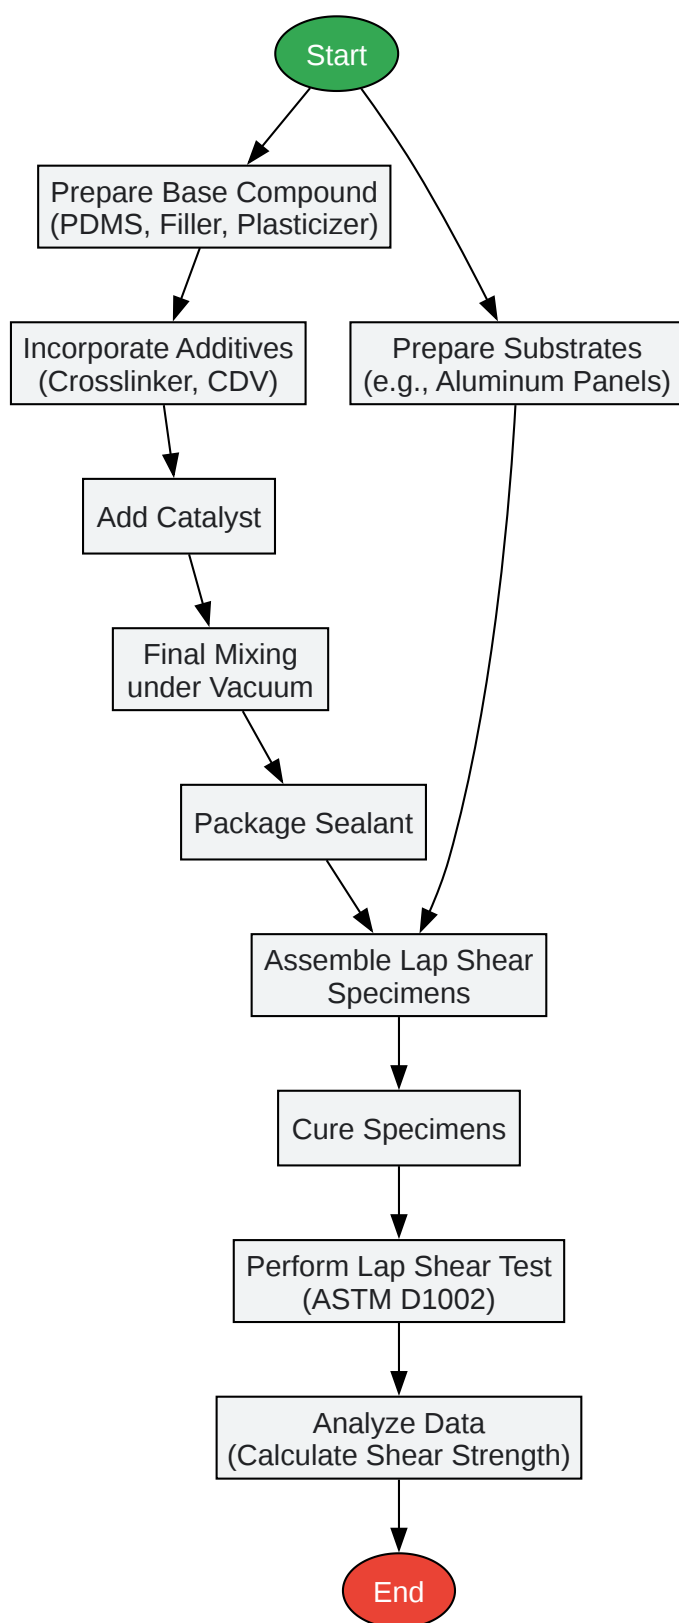 Start
Prepare Base Compound
(PDMS, Filler, Plasticizer)
Incorporate Additives
(Crosslinker, CDV)
Prepare Substrates
(e.g., Aluminum Panels)
Add Catalyst
Final Mixing
under Vacuum
Package Sealant
Assemble Lap Shear
Specimens
Cure Specimens
Perform Lap Shear Test
(ASTM D1002)
Analyze Data
(Calculate Shear Strength)
End